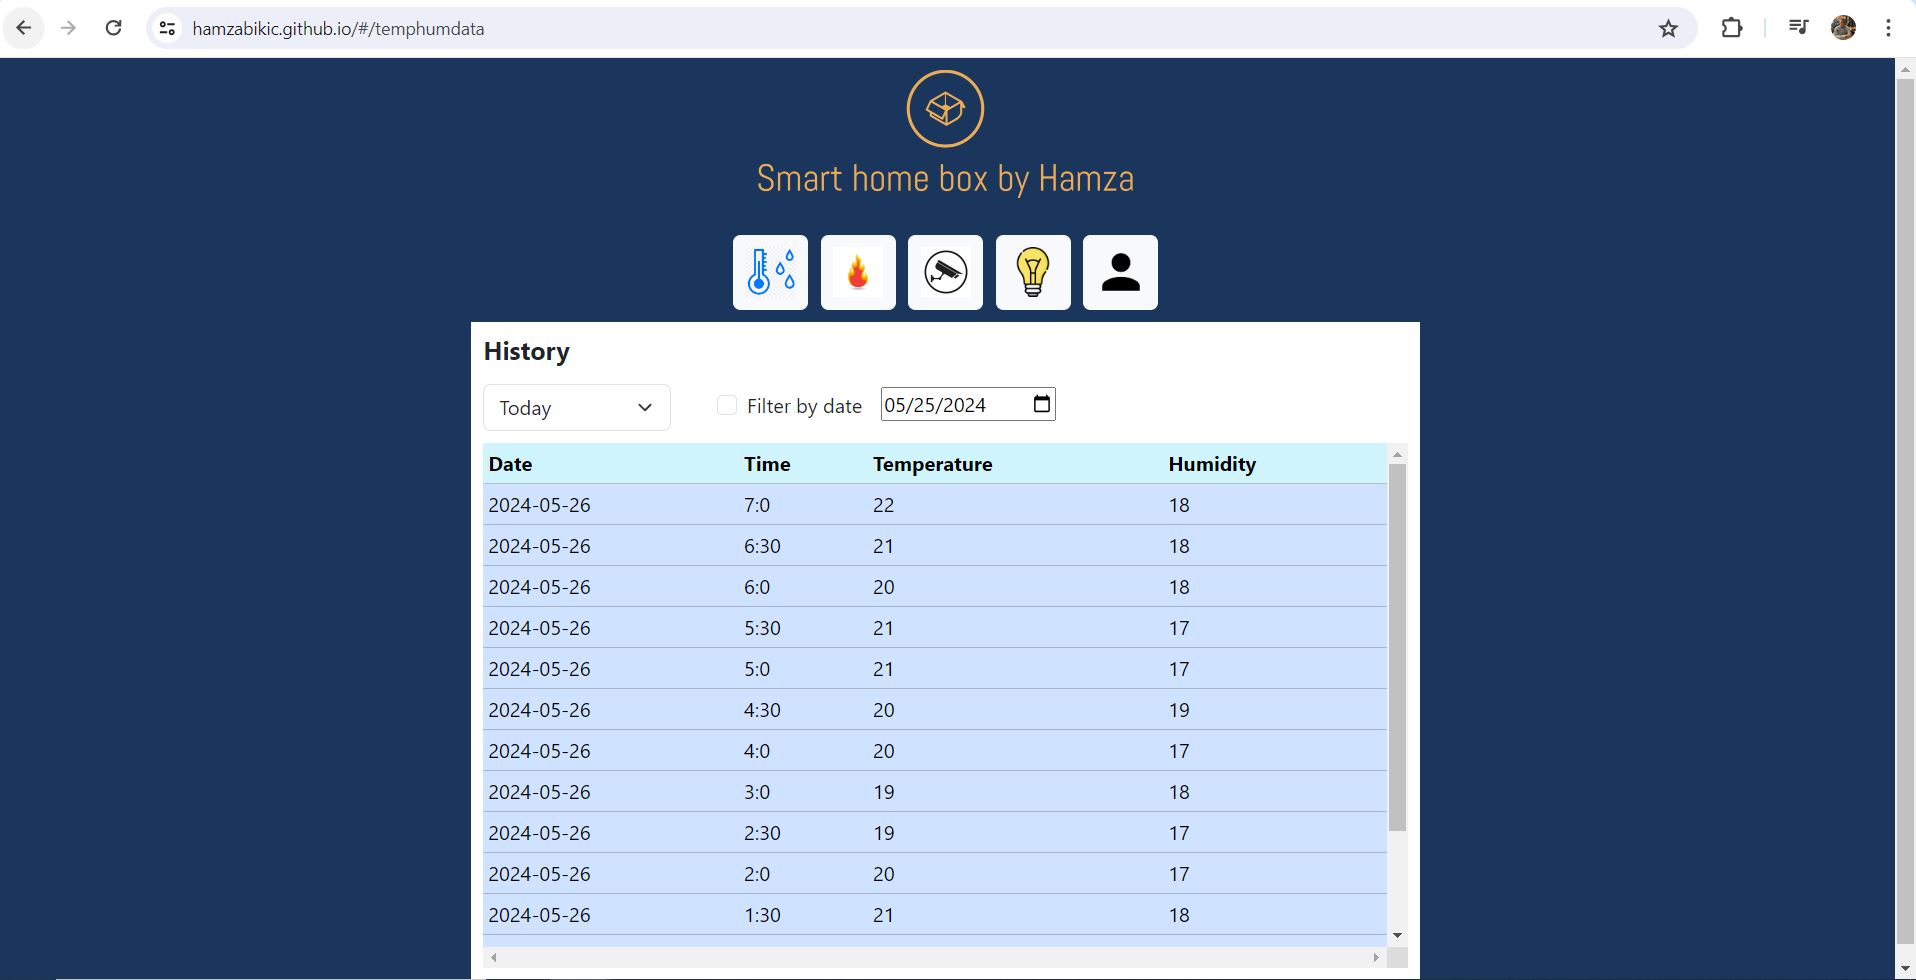 hamzabikic.github.io/#/temphumdata
Smart home box by Hamza
History
Today Filter by date 05/25/2024
Date Time Temperature Humidity
2024-05-26 7:0 22 18
2024-05-26 6:30 21 18
2024-05-26 6:0 20 18
2024-05-26 5:30 21 17
2024-05-26 5:0 21 17
2024-05-26 4:30 20 19
2024-05-26 4:0 20 17
2024-05-26 3:0 19 18
2024-05-26 2:30 19 17
2024-05-26 2:0 20 17
2024-05-26 1:30 21 18